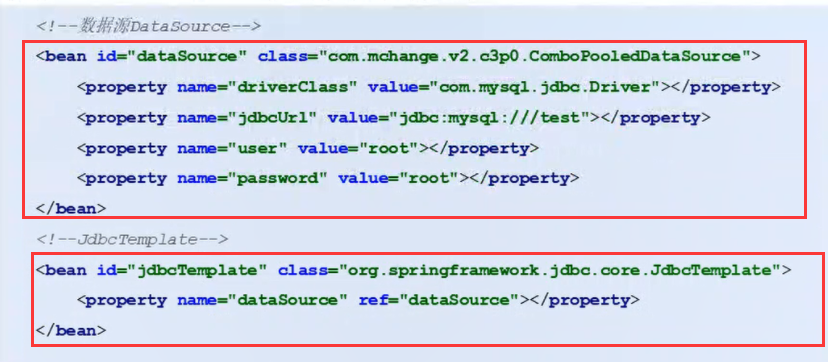 <!--数据源DataSource-->
<bean id="dataSource" class="com.mchange.v2.c3p0.ComboPooledDataSource">
<property name="driverClass" value="com.mysql.jdbc.Driver"></property>
<property name="jdbcUrl" value="jdbc:mysql:///test"></property>
<property name="user" value="root"></property>
<property name="password" value="root"></property>
</bean>
<!--JdbcTemplate-->
<bean id="jdbcTemplate" class="org.springframework.jdbc.core.JdbcTemplate">
<property name="dataSource" ref="dataSource"></property>
</bean>